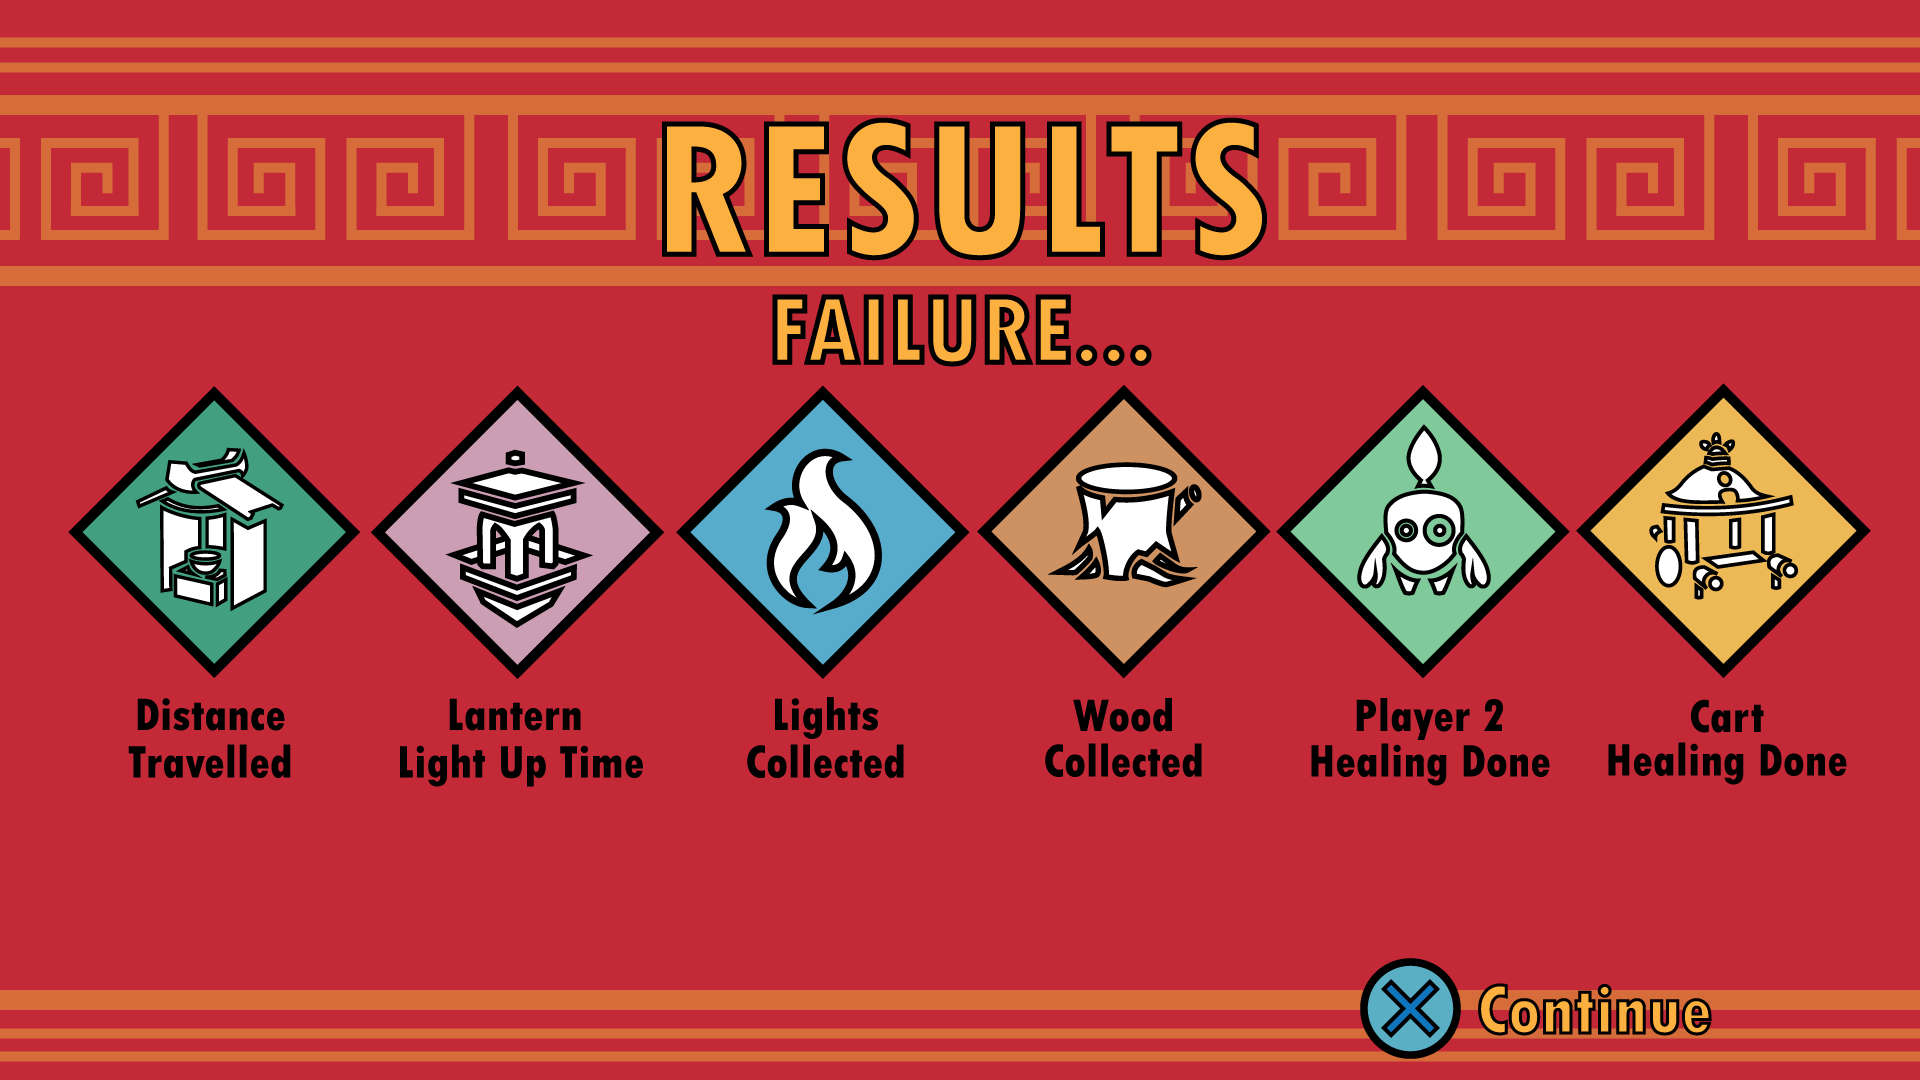 RESULTS
FAILURE...
Distance
Travelled
Lantern
Light Up Time
Lights
Collected
Wood
Collected
Player 2
Healing Done
Cart
Healing Done
Continue